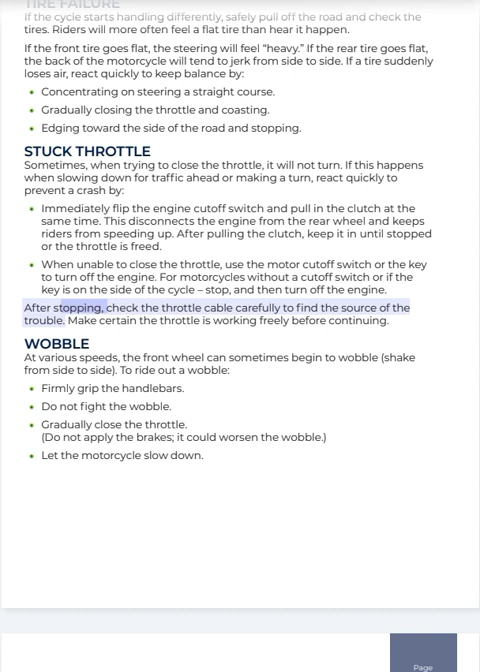 TIRE FAILURE
If the cycle starts handling differently, safely pull off the road and check the
tires. Riders will more often feel a flat tire than hear it happen.
If the front tire goes flat, the steering will feel “heavy.” If the rear tire goes flat,
the back of the motorcycle will tend to jerk from side to side. If a tire suddenly
loses air, react quickly to keep balance by:
• Concentrating on steering a straight course.
• Gradually closing the throttle and coasting.
• Edging toward the side of the road and stopping.
STUCK THROTTLE
Sometimes, when trying to close the throttle, it will not turn. If this happens
when slowing down for traffic ahead or making a turn, react quickly to
prevent a crash by:
• Immediately flip the engine cutoff switch and pull in the clutch at the
same time. This disconnects the engine from the rear wheel and keeps
riders from speeding up. After pulling the clutch, keep it in until stopped
or the throttle is freed.
• When unable to close the throttle, use the motor cutoff switch or the key
to turn off the engine. For motorcycles without a cutoff switch or if the
key is on the side of the cycle – stop, and then turn off the engine.
After stopping, check the throttle cable carefully to find the source of the
trouble. Make certain the throttle is working freely before continuing.
WOBBLE
At various speeds, the front wheel can sometimes begin to wobble (shake
from side to side). To ride out a wobble:
• Firmly grip the handlebars.
• Do not fight the wobble.
• Gradually close the throttle.
(Do not apply the brakes; it could worsen the wobble.)
• Let the motorcycle slow down.
Page